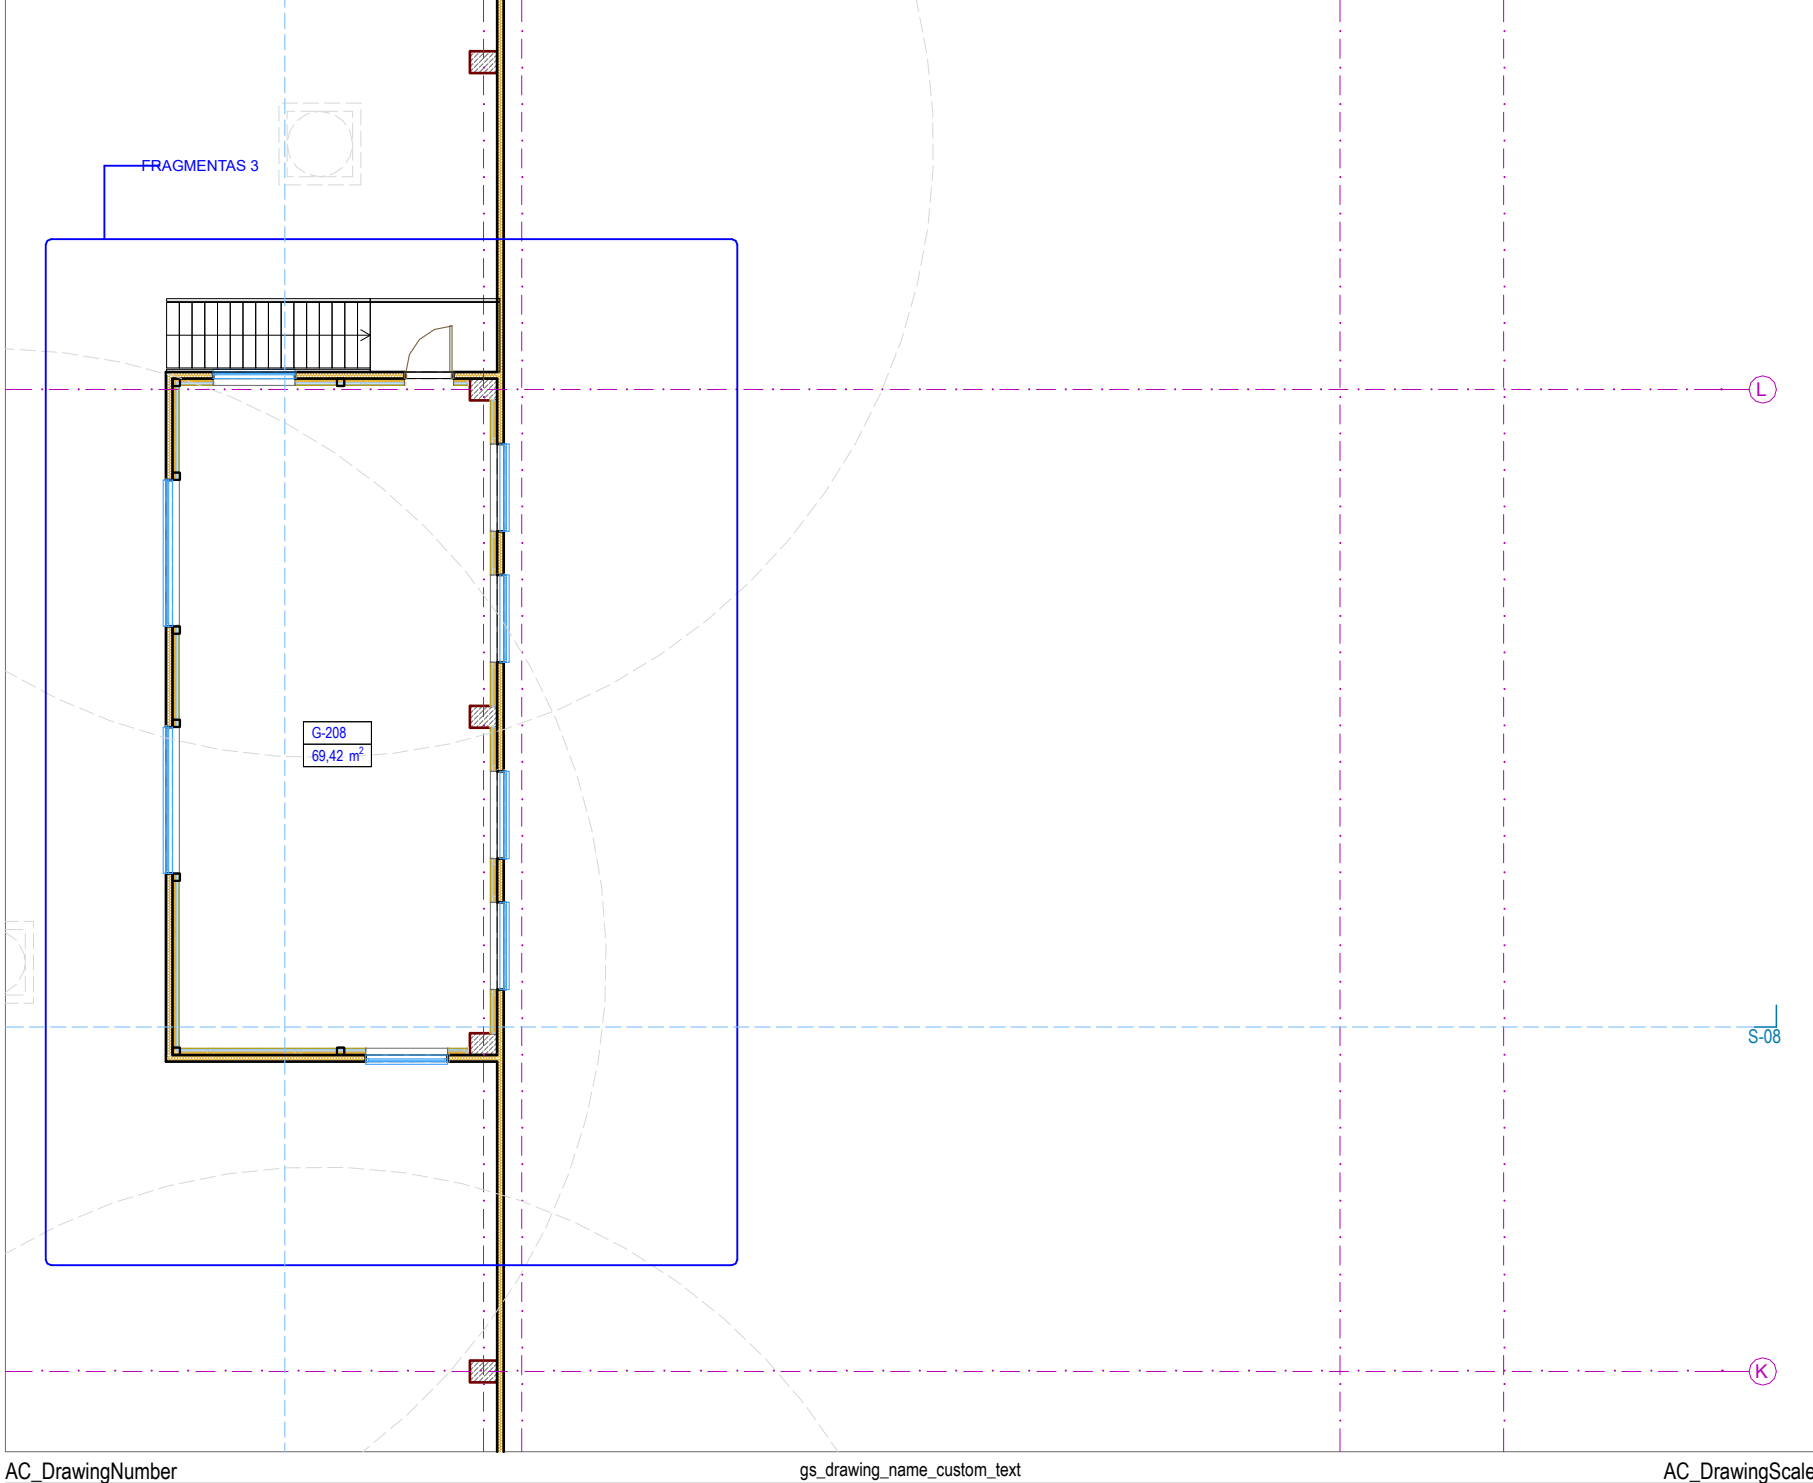 FRAGMENTAS 3
L
G-208
69,42 m²
S-08
K
AC_DrawingNumber
gs_drawing_name_custom_text
AC_DrawingScale